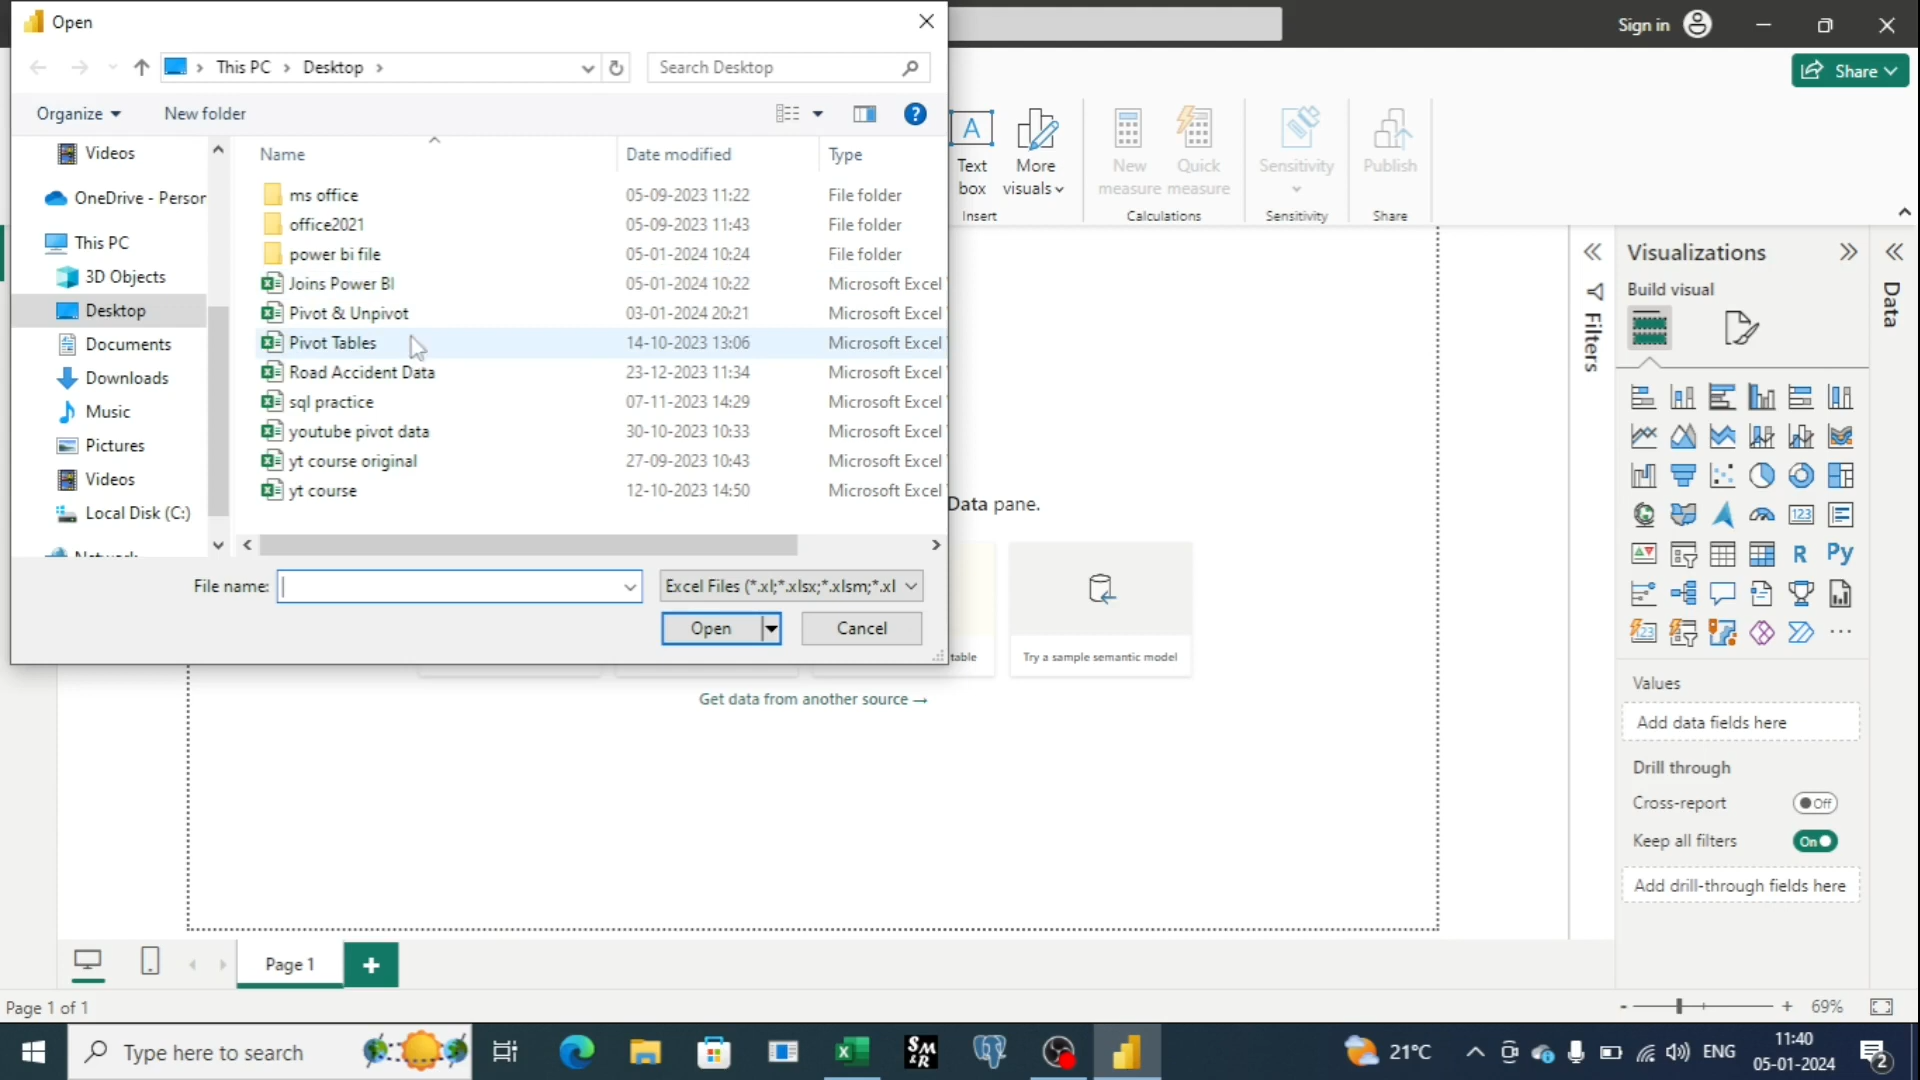 Open
Sign in
This PC > Desktop >
Search Desktop
Share
Organize
New folder
Name
Date modified
Type
Videos
OneDrive - Person
This PC
3D Objects
Desktop
Documents
Downloads
Music
Pictures
Videos
Local Disk (C:)
ms office 05-09-2023 11:22 File folder
office2021 05-09-2023 11:43 File folder
power bi file 05-01-2024 10:24 File folder
Joins Power BI 05-01-2024 10:22 Microsoft Excel
Pivot & Unpivot 03-01-2024 20:21 Microsoft Excel
Pivot Tables 14-10-2023 13:06 Microsoft Excel
Road Accident Data 23-12-2023 11:34 Microsoft Excel
sql practice 07-11-2023 14:29 Microsoft Excel
youtube pivot data 30-10-2023 10:33 Microsoft Excel
yt course original 27-09-2023 10:43 Microsoft Excel
yt course 12-10-2023 14:50 Microsoft Excel
File name:
Excel Files (*.xl;*.xlsx;*.xlsm;*.xl
Open
Cancel
Text box
More visuals
Insert
New measure
Quick measure
Calculations
Sensitivity
Sensitivity
Publish
Share
Data pane.
table
Try a sample semantic model
Get data from another source →
Filters
Visualizations
Build visual
123
R
Py
123
Values
Add data fields here
Drill through
Cross-report
Off
Keep all filters
On
Add drill-through fields here
Data
Page 1
Page 1 of 1
- + 69%
Type here to search
21°C
ENG
11:40
05-01-2024
2